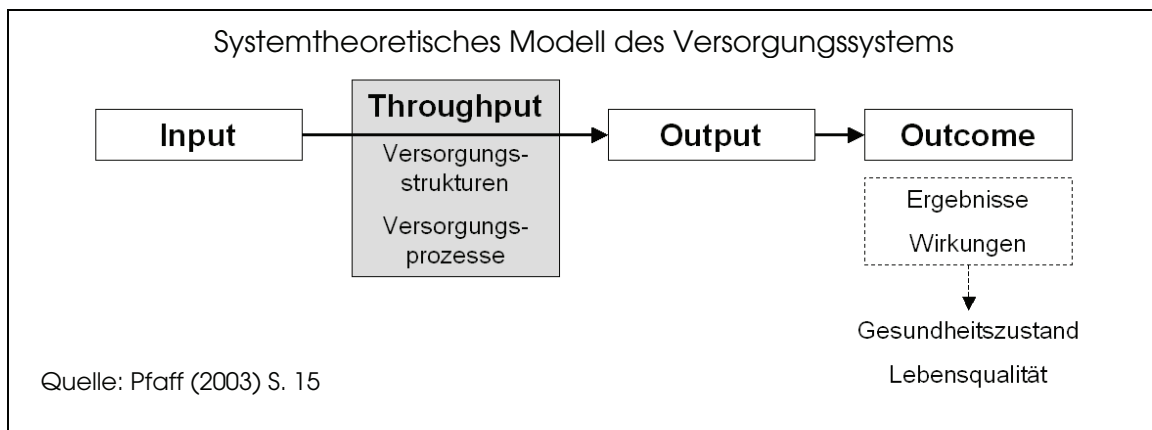 Systemtheoretisches Modell des Versorgungssystems
Input
Throughput
Versorgungs-
strukturen
Versorgungs-
prozesse
Output
Outcome
Ergebnisse
Wirkungen
Gesundheitszustand
Lebensqualität
Quelle: Pfaff (2003) S. 15